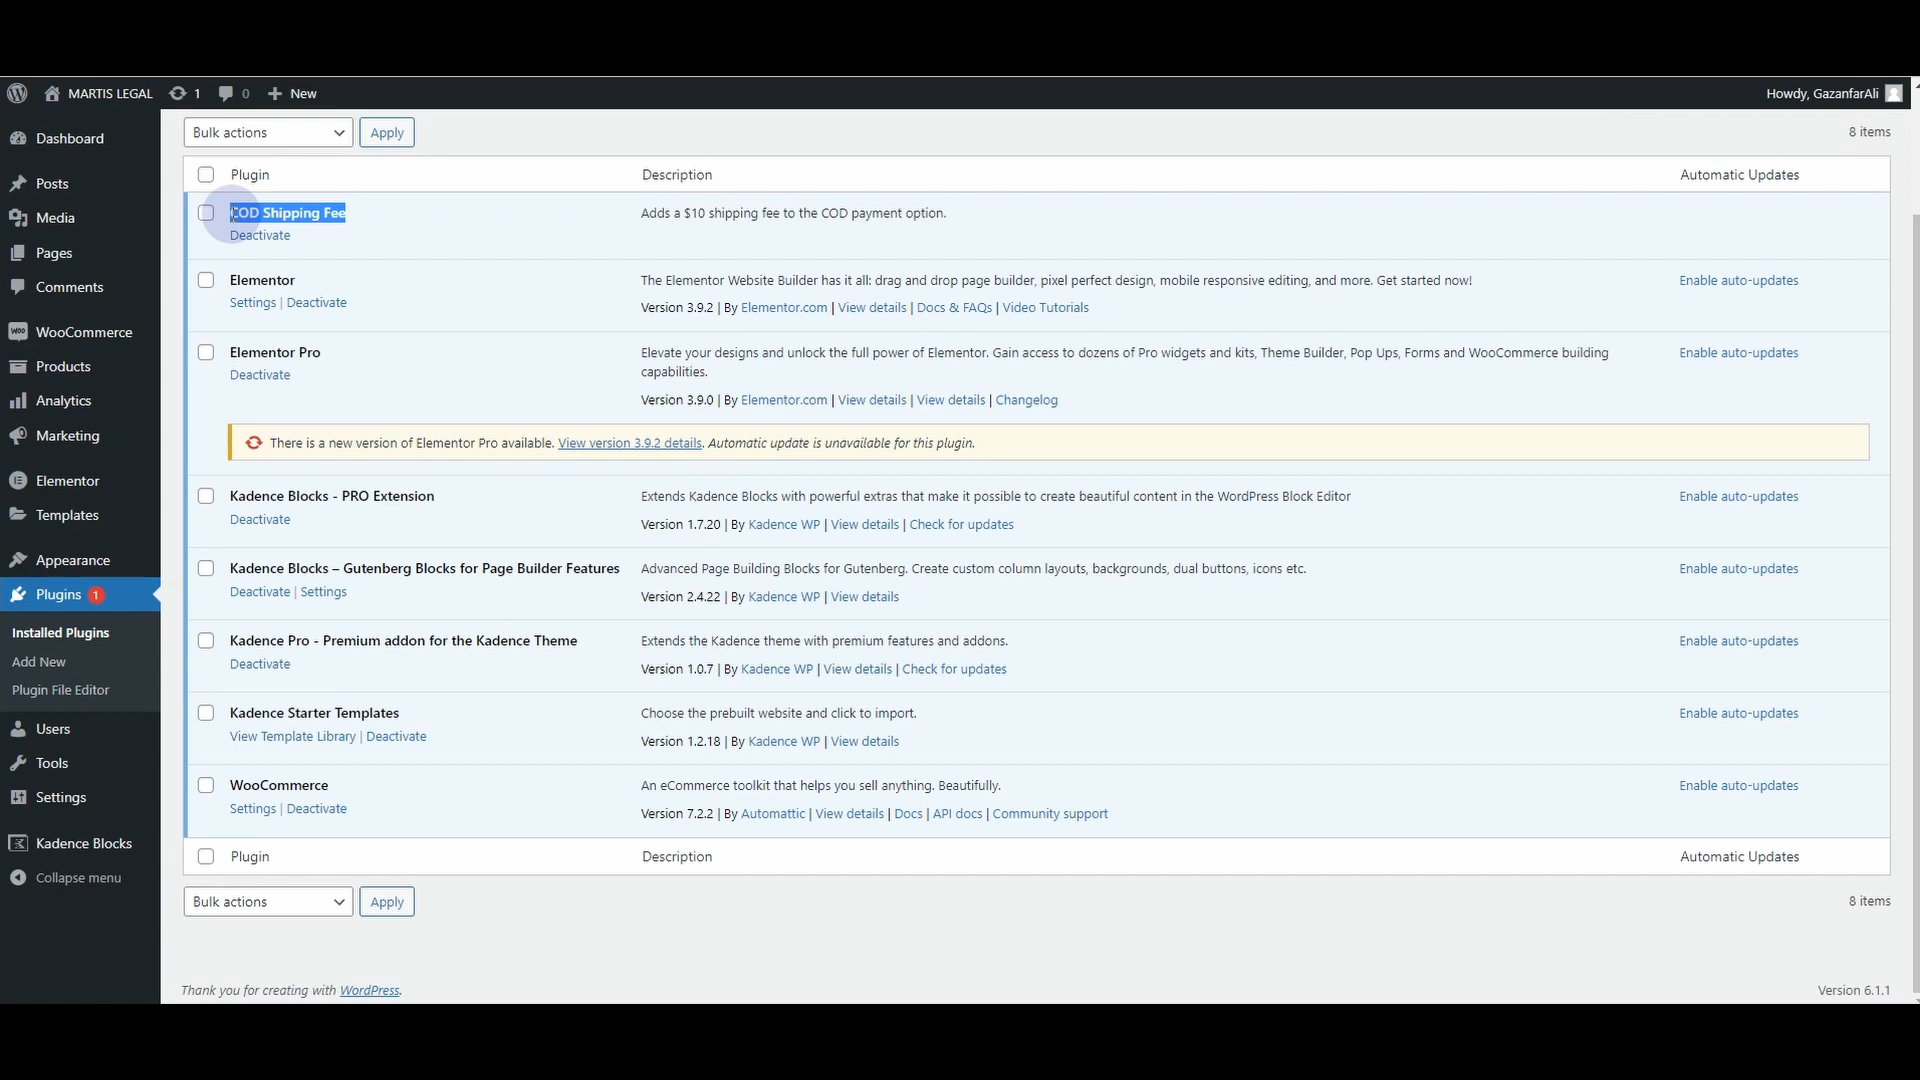 MARTIS LEGAL 1 0 New Howdy, GazanfarAli
Dashboard
Posts
Media
Pages
Comments
WooCommerce
Products
Analytics
Marketing
Elementor
Templates
Appearance
Plugins 1
Installed Plugins
Add New
Plugin File Editor
Users
Tools
Settings
Kadence Blocks
Collapse menu
Bulk actions Apply 8 items
Plugin Description Automatic Updates
COD Shipping Fee Adds a $10 shipping fee to the COD payment option.
Deactivate
Elementor The Elementor Website Builder has it all: drag and drop page builder, pixel perfect design, mobile responsive editing, and more. Get started now! Enable auto-updates
Settings | Deactivate Version 3.9.2 | By Elementor.com | View details | Docs & FAQs | Video Tutorials
Elementor Pro Elevate your designs and unlock the full power of Elementor. Gain access to dozens of Pro widgets and kits, Theme Builder, Pop Ups, Forms and WooCommerce building Enable auto-updates
Deactivate capabilities.
Version 3.9.0 | By Elementor.com | View details | View details | Changelog
There is a new version of Elementor Pro available. View version 3.9.2 details. Automatic update is unavailable for this plugin.
Kadence Blocks - PRO Extension Extends Kadence Blocks with powerful extras that make it possible to create beautiful content in the WordPress Block Editor Enable auto-updates
Deactivate Version 1.7.20 | By Kadence WP | View details | Check for updates
Kadence Blocks – Gutenberg Blocks for Page Builder Features Advanced Page Building Blocks for Gutenberg. Create custom column layouts, backgrounds, dual buttons, icons etc. Enable auto-updates
Deactivate | Settings Version 2.4.22 | By Kadence WP | View details
Kadence Pro - Premium addon for the Kadence Theme Extends the Kadence theme with premium features and addons. Enable auto-updates
Deactivate Version 1.0.7 | By Kadence WP | View details | Check for updates
Kadence Starter Templates Choose the prebuilt website and click to import. Enable auto-updates
View Template Library | Deactivate Version 1.2.18 | By Kadence WP | View details
WooCommerce An eCommerce toolkit that helps you sell anything. Beautifully. Enable auto-updates
Settings | Deactivate Version 7.2.2 | By Automattic | View details | Docs | API docs | Community support
Plugin Description Automatic Updates
Bulk actions Apply 8 items
Thank you for creating with WordPress. Version 6.1.1